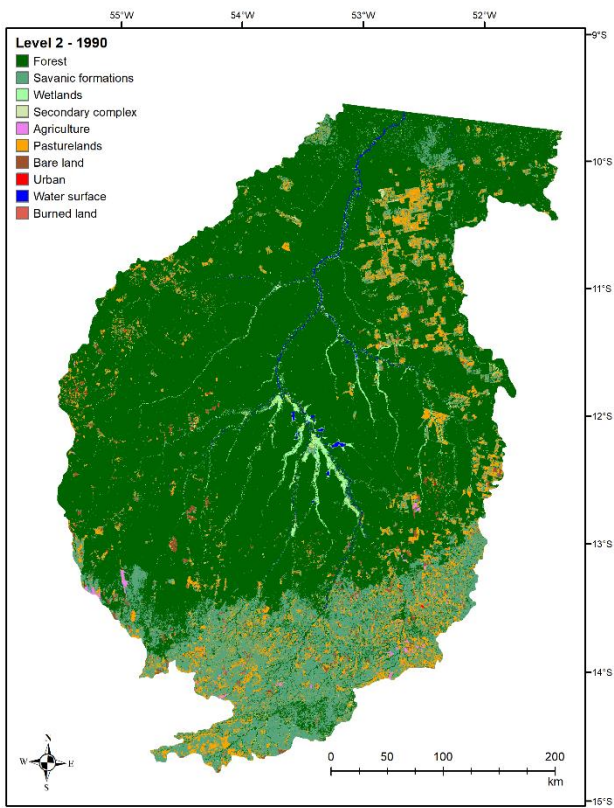 55°W 54°W 53°W 52°W
Level 2 - 1990
Forest
Savanic formations
Wetlands
Secondary complex
Agriculture
Pasturelands
Bare land
Urban
Water surface
Burned land
9°S
10°S
11°S
12°S
13°S
14°S
15°S
N
W E
S
0 50 100 200
km